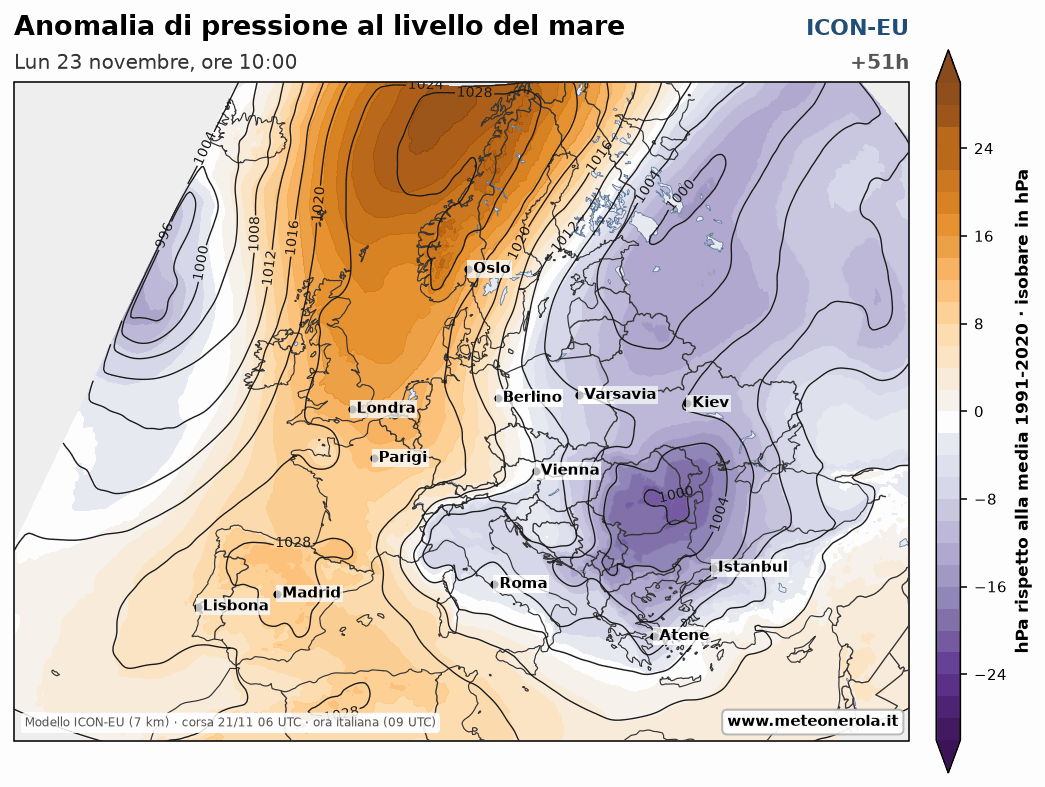 Anomalia di pressione al livello del mare
ICON-EU
Lun 23 novembre, ore 10:00
+51h
1024
1028
1004
1016
1004
1000
1020
996
1008
1016
1020
1012
1000
1012
Oslo
Londra
Berlino
Varsavia
Kiev
Parigi
Vienna
1000
1004
1028
Roma
Istanbul
Madrid
Lisbona
Atene
1028
Modello ICON-EU (7 km) · corsa 21/11 06 UTC · ora italiana (09 UTC)
www.meteonerola.it
24
16
8
0
−8
−16
−24
hPa rispetto alla media 1991-2020 · isobare in hPa